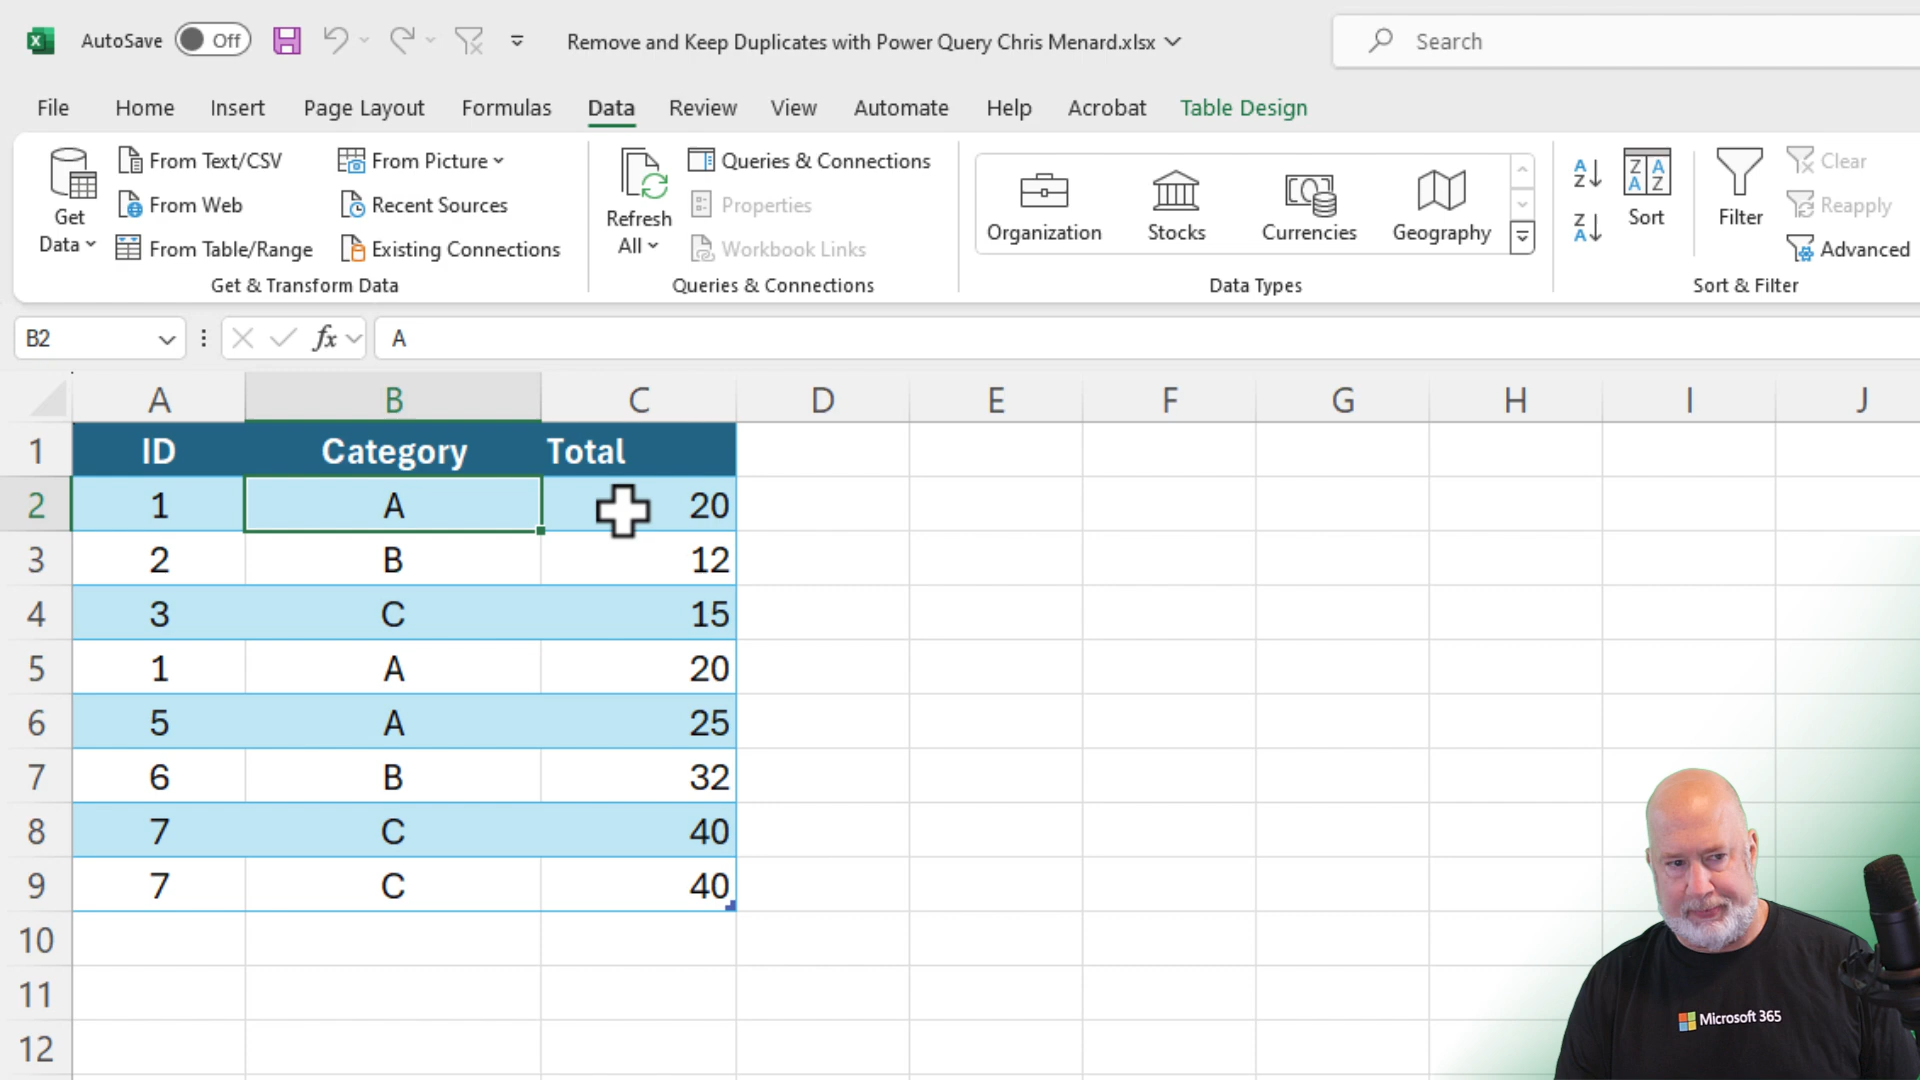 AutoSave Off Remove and Keep Duplicates with Power Query Chris Menard.xlsx Search
File Home Insert Page Layout Formulas Data Review View Automate Help Acrobat Table Design
Get Data
From Text/CSV
From Web
From Table/Range
From Picture
Recent Sources
Existing Connections
Get & Transform Data
Refresh All
Queries & Connections
Properties
Workbook Links
Queries & Connections
Organization Stocks Currencies Geography
Data Types
Sort
Filter
Clear
Reapply
Advanced
Sort & Filter
B2 fx A
A B C D E F G H I J
1 ID Category Total
2 1 A 20
3 2 B 12
4 3 C 15
5 1 A 20
6 5 A 25
7 6 B 32
8 7 C 40
9 7 C 40
10
11
12
Microsoft 365